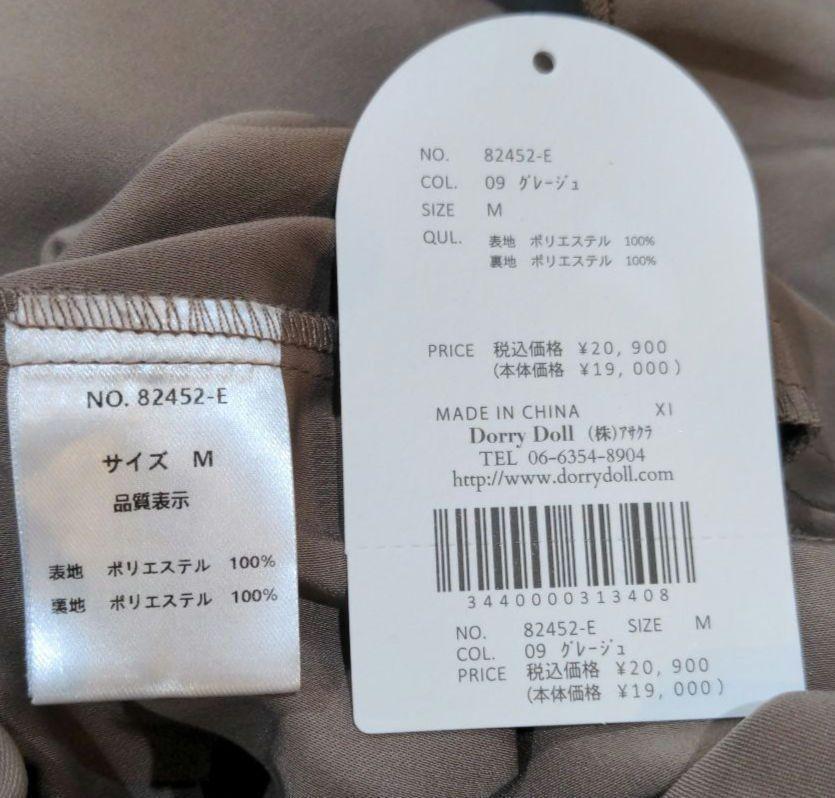 NO. 82452-E
COL. 09 グレージュ
SIZE M
QUL. 表地 ポリエステル 100%
裏地 ポリエステル 100%
PRICE 税込価格 ¥20,900
(本体価格 ¥19,000)
MADE IN CHINA XI
Dorry Doll (株)アサクラ
TEL 06-6354-8904
http://www.dorrydoll.com
3440000313408
NO. 82452-E SIZE M
COL. 09 グレージュ
PRICE 税込価格 ¥20,900
(本体価格 ¥19,000)
NO. 82452-E
サイズ M
品質表示
表地 ポリエステル 100%
裏地 ポリエステル 100%